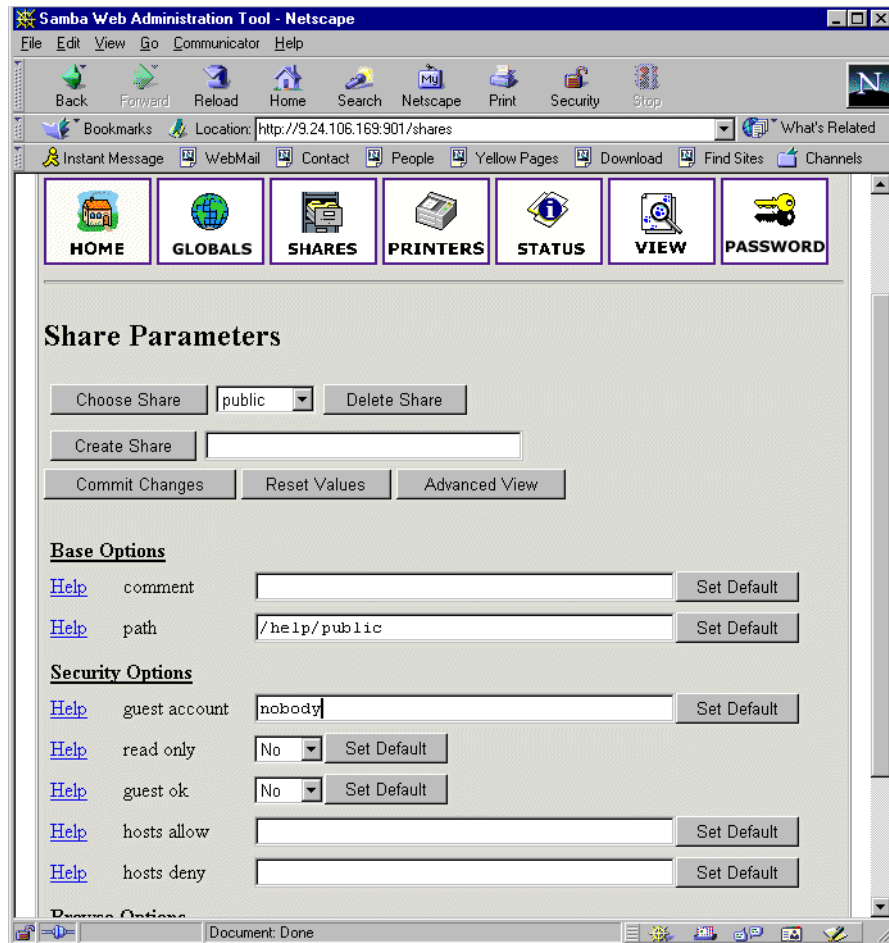 Samba Web Administration Tool - Netscape
File Edit View Go Communicator Help
Back Forward Reload Home Search Netscape Print Security Stop
My
N
Bookmarks Location: http://9.24.106.169:901/shares What's Related
Instant Message WebMail Contact People Yellow Pages Download Find Sites Channels
HOME GLOBALS SHARES PRINTERS STATUS VIEW PASSWORD
Share Parameters
Choose Share public Delete Share
Create Share
Commit Changes Reset Values Advanced View
Base Options
Help comment Set Default
Help path /help/public Set Default
Security Options
Help guest account nobody Set Default
Help read only No Set Default
Help guest ok No Set Default
Help hosts allow Set Default
Help hosts deny Set Default
Browse Options
Document: Done